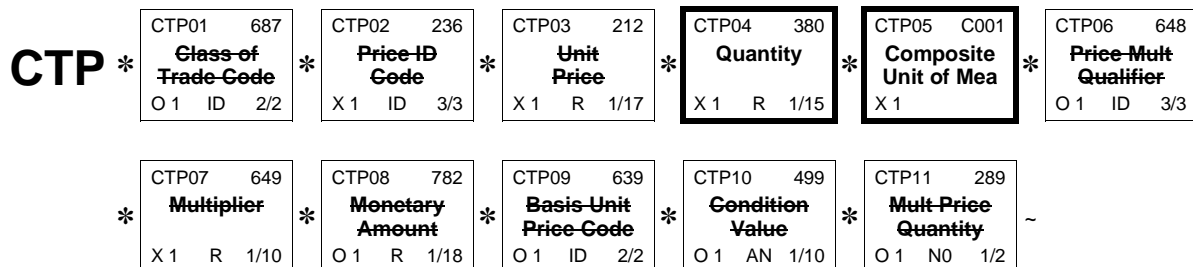 CTP01 687 CTP02 236 CTP03 212 CTP04 380 CTP05 C001 CTP06 648
CTP * Class of Trade Code * Price ID Code * Unit Price * Quantity * Composite Unit of Mea * Price Mult Qualifier
O 1 ID 2/2 X 1 ID 3/3 X 1 R 1/17 X 1 R 1/15 X 1 O 1 ID 3/3
CTP07 649 CTP08 782 CTP09 639 CTP10 499 CTP11 289
* Multiplier * Monetary Amount * Basis Unit Price Code * Condition Value * Mult Price Quantity ~
X 1 R 1/10 O 1 R 1/18 O 1 ID 2/2 O 1 AN 1/10 O 1 N0 1/2